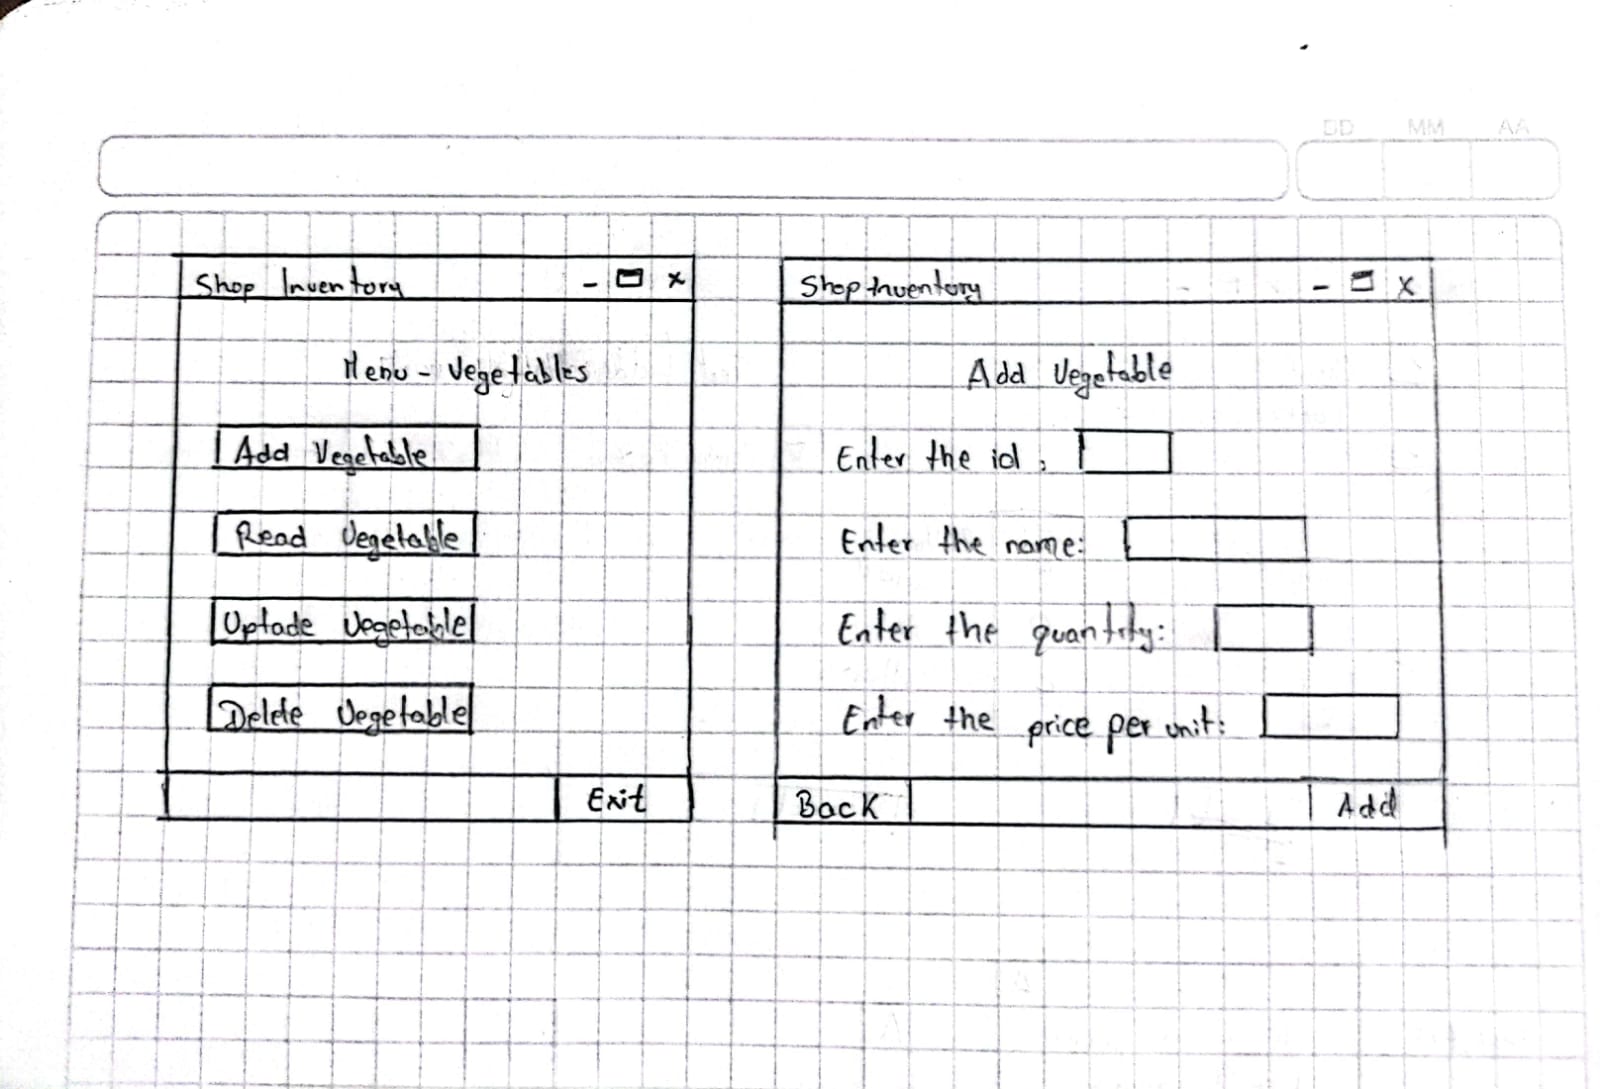 DD MM AA
Shop Inventory - x
Menu - Vegetables
Add Vegetable
Read Vegetable
Uptade Vegetable
Delete Vegetable
Exit
Shop Inventory - x
Add Vegetable
Enter the id:
Enter the name:
Enter the quantity:
Enter the price per unit:
Back Add